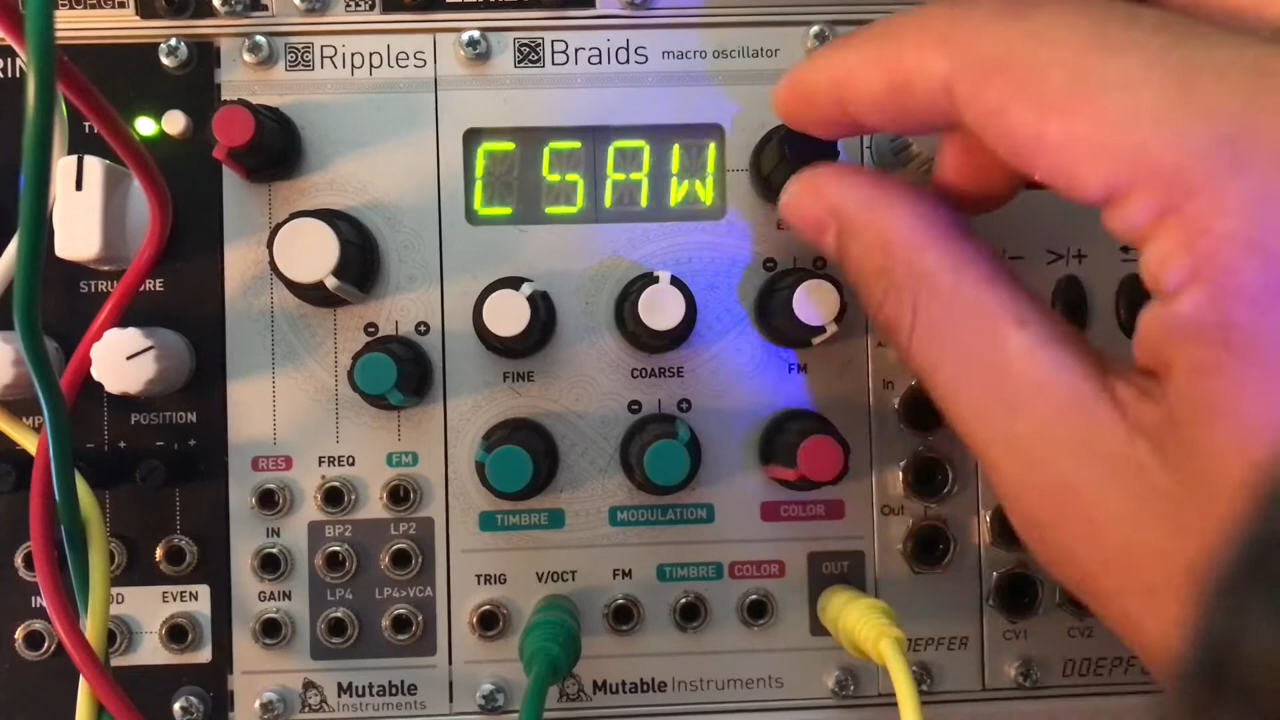 Ripples
Braids macro oscillator
CSAW
STRUCTURE
>/+
FINE
COARSE
FM
POSITION
RES
FREQ
FM
TIMBRE
MODULATION
COLOR
In
Out
IN
BP2
LP2
TRIG
V/OCT
FM
TIMBRE
COLOR
OUT
GAIN
LP4
LP4>VCA
EVEN
CV1
CV2
DOEPFER
Mutable
Instruments
Mutable Instruments